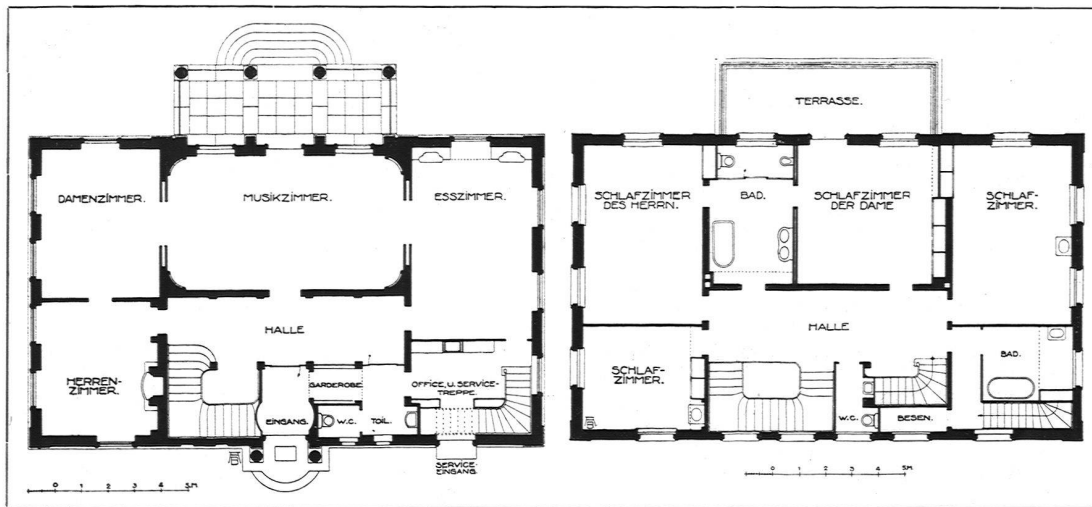 DAMENZIMMER.
MUSIKZIMMER.
ESSZIMMER.
HALLE
HERREN-
ZIMMER.
GARDEROBE
OFFICE, U. SERVICE-
TREPPE.
EINGANG.
W.C.
TOIL.
SERVICE-
EINGANG.
0 1 2 3 4 5 M.
TERRASSE.
SCHLAFZIMMER
DES HERRN.
BAD.
SCHLAFZIMMER
DER DAME
SCHLAF-
ZIMMER.
HALLE
SCHLAF-
ZIMMER.
BAD.
W.C.
BESEN.
0 1 2 3 4 5 M.